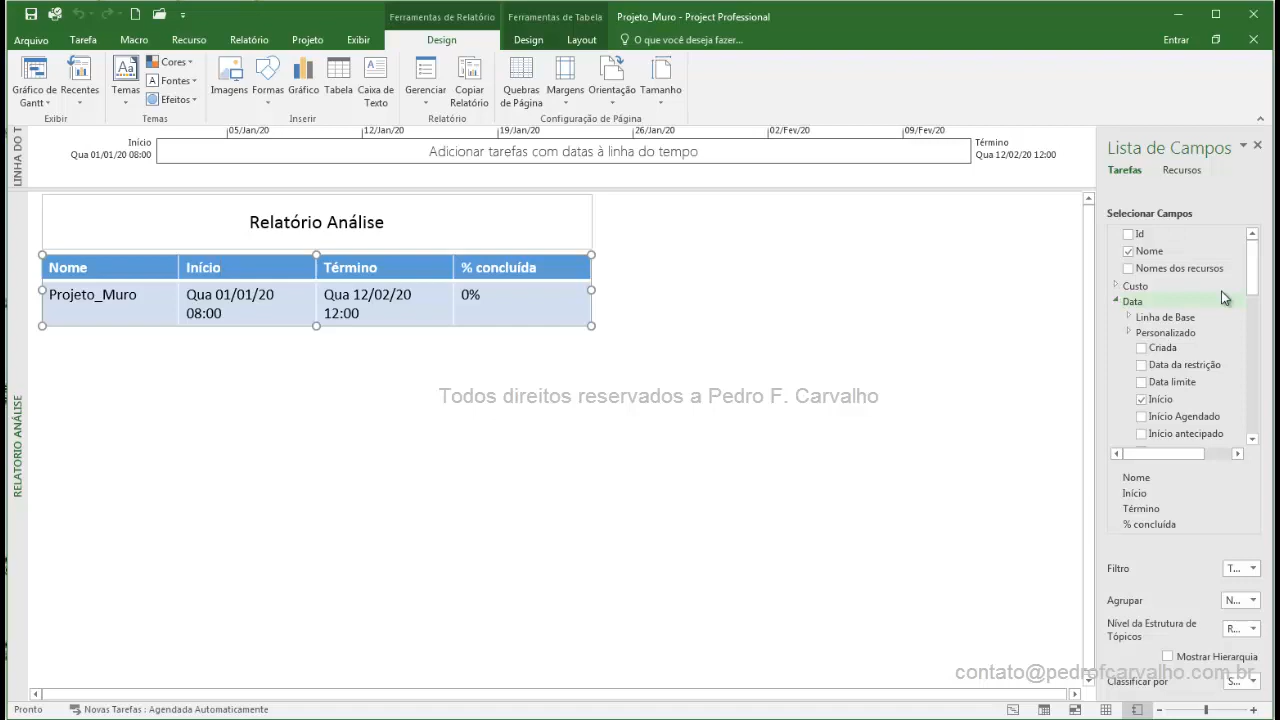 Ferramentas de Relatório
Ferramentas de Tabela
Projeto_Muro - Project Professional
Arquivo
Tarefa
Macro
Recurso
Relatório
Projeto
Exibir
Design
Design
Layout
O que você deseja fazer...
Entrar
Gráfico de Gantt
Recentes
Exibir
Temas
Cores
Fontes
Efeitos
Temas
Imagens
Formas
Gráfico
Tabela
Caixa de Texto
Inserir
Gerenciar
Copiar Relatório
Relatório
Quebras de Página
Margens
Orientação
Tamanho
Configuração de Página
LINHA DO T
Início
Qua 01/01/20 08:00
05/Jan/20
12/Jan/20
19/Jan/20
26/Jan/20
02/Fev/20
09/Fev/20
Adicionar tarefas com datas à linha do tempo
Término
Qua 12/02/20 12:00
RELATÓRIO ANÁLISE
Relatório Análise
Nome Início Término % concluída
Projeto_Muro Qua 01/01/20 Qua 12/02/20 0%
08:00 12:00
Todos direitos reservados a Pedro F. Carvalho
Lista de Campos
Tarefas Recursos
Selecionar Campos
Id
Nome
Nomes dos recursos
Custo
Data
Linha de Base
Personalizado
Criada
Data da restrição
Data limite
Início
Início Agendado
Início antecipado
Nome
Início
Término
% concluída
Filtro T...
Agrupar N...
Nível da Estrutura de
Tópicos R...
Mostrar Hierarquia
contato@pedrofcarvalho.com.br
Classificar por S...
Pronto
Novas Tarefas : Agendada Automaticamente